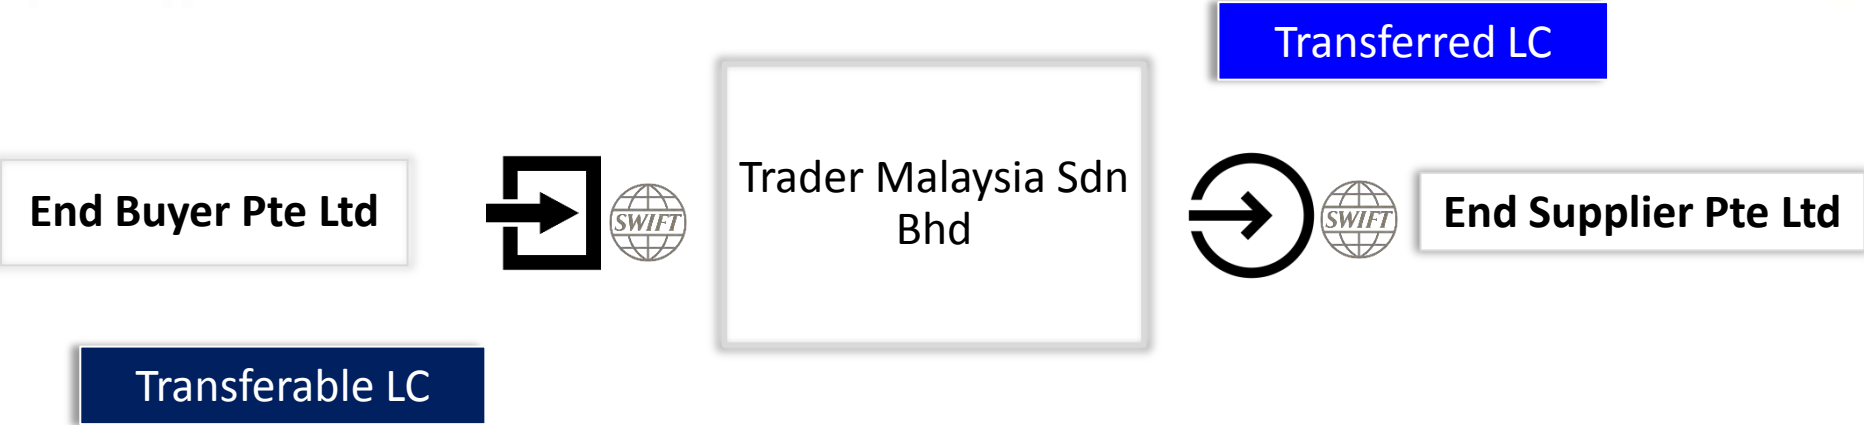 Transferred LC
End Buyer Pte Ltd
SWIFT
Trader Malaysia Sdn
Bhd
SWIFT
End Supplier Pte Ltd
Transferable LC